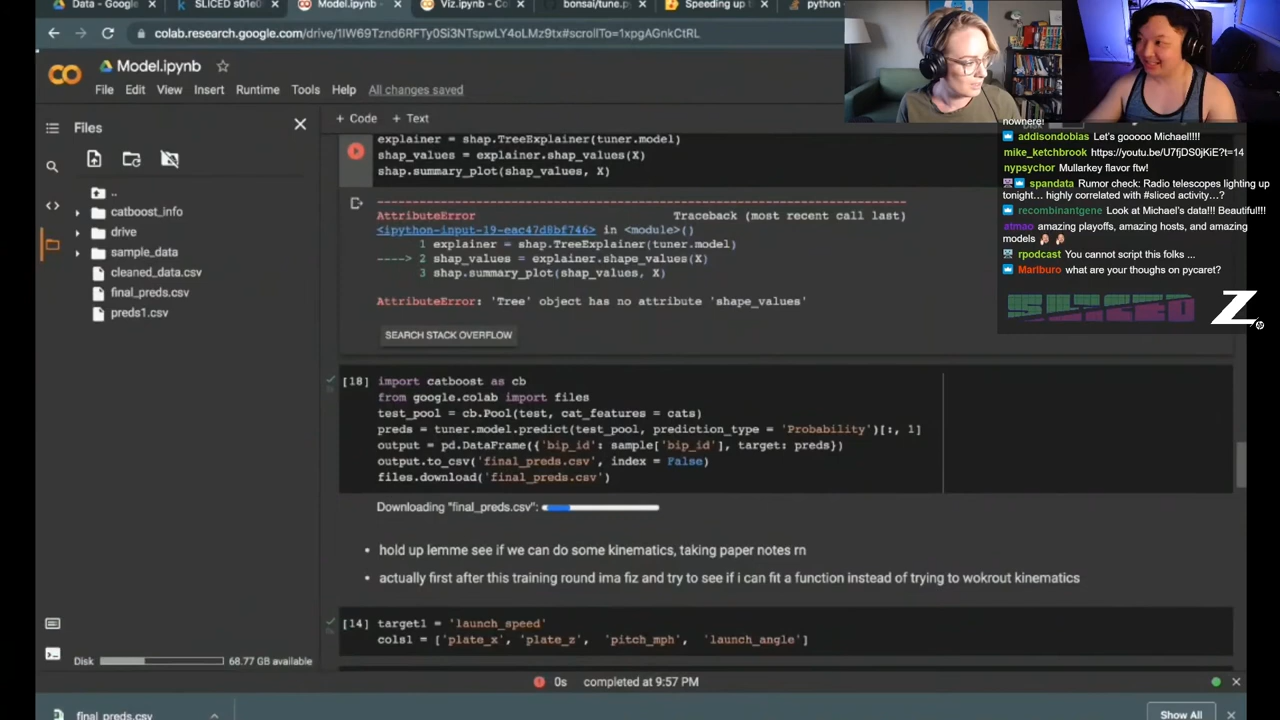 Data - Google
SLICED s01e0
Model.ipynb
Viz.ipynb - Co
bonsai/tune.py
Speeding up t
python
colab.research.google.com/drive/1IW69Tznd6RFTy0Si3NTspwLY4oLMz9tx#scrollTo=1xpgAGnkCtRL
Model.ipynb
File Edit View Insert Runtime Tools Help All changes saved
Files
..
catboost_info
drive
sample_data
cleaned_data.csv
final_preds.csv
preds1.csv
Disk 68.77 GB available
+ Code + Text
explainer = shap.TreeExplainer(tuner.model)
shap_values = explainer.shap_values(X)
shap.summary_plot(shap_values, X)
AttributeError Traceback (most recent call last)
<ipython-input-19-eac47d8bf746> in <module>()
1 explainer = shap.TreeExplainer(tuner.model)
----> 2 shap_values = explainer.shape_values(X)
3 shap.summary_plot(shap_values, X)
AttributeError: 'Tree' object has no attribute 'shape_values'
SEARCH STACK OVERFLOW
[18] import catboost as cb
from google.colab import files
test_pool = cb.Pool(test, cat_features = cats)
preds = tuner.model.predict(test_pool, prediction_type = 'Probability')[:, 1]
output = pd.DataFrame({'bip_id': sample['bip_id'], target: preds})
output.to_csv('final_preds.csv', index = False)
files.download('final_preds.csv')
Downloading "final_preds.csv":
• hold up lemme see if we can do some kinematics, taking paper notes rn
• actually first after this training round ima fiz and try to see if i can fit a function instead of trying to wokrout kinematics
[14] target1 = 'launch_speed'
cols1 = ['plate_x', 'plate_z', 'pitch_mph', 'launch_angle']
0s completed at 9:57 PM
final_preds.csv
Show All
nowhere!
addisondobias Let's gooooo Michael!!!!
mike_ketchbrook https://youtu.be/U7fjDS0jKiE?t=14
nypsychor Mullarkey flavor ftw!
spandata Rumor check: Radio telescopes lighting up
tonight... highly correlated with #sliced activity...?
recombinantgene Look at Michael's data!!! Beautiful!!!
atmao amazing playoffs, amazing hosts, and amazing
models
rpodcast You cannot script this folks ...
Marlburo what are your thoughs on pycaret?
SLICED
Z
hp